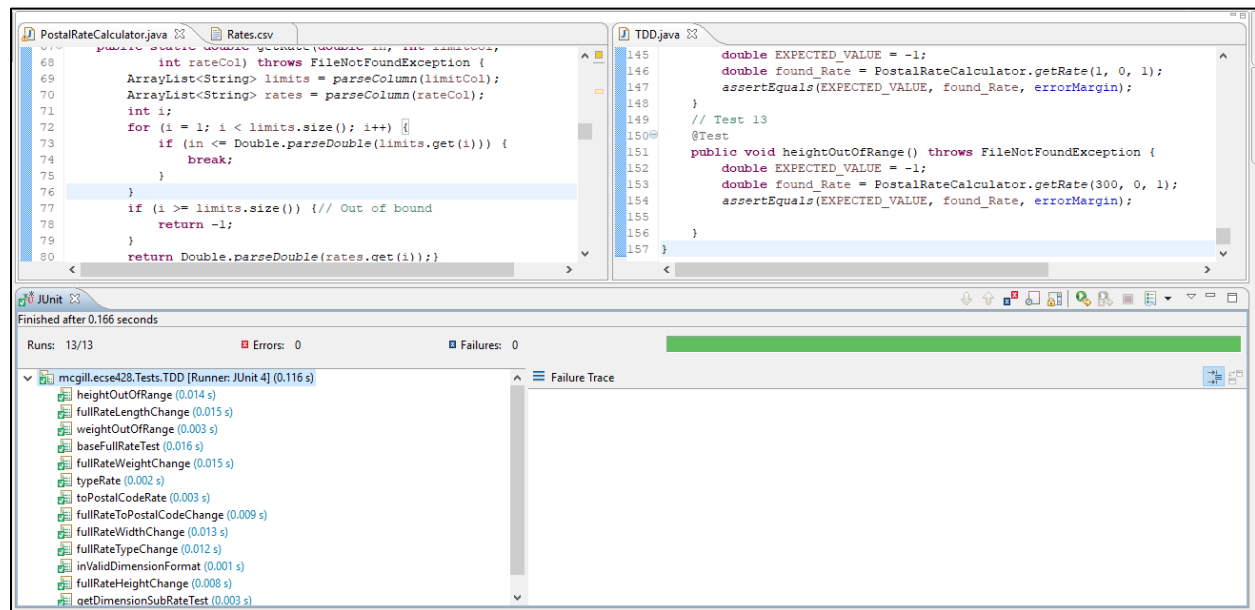 PostalRateCalculator.java
Rates.csv
68 int rateCol) throws FileNotFoundException {
69 ArrayList<String> limits = parseColumn(limitCol);
70 ArrayList<String> rates = parseColumn(rateCol);
71 int i;
72 for (i = 1; i < limits.size(); i++) {
73 if (in <= Double.parseDouble(limits.get(i))) {
74 break;
75 }
76 }
77 if (i >= limits.size()) {// Out of bound
78 return -1;
79 }
80 return Double.parseDouble(rates.get(i));}
TDD.java
145 double EXPECTED_VALUE = -1;
146 double found_Rate = PostalRateCalculator.getRate(1, 0, 1);
147 assertEquals(EXPECTED_VALUE, found_Rate, errorMargin);
148 }
149 // Test 13
150 @Test
151 public void heightOutOfRange() throws FileNotFoundException {
152 double EXPECTED_VALUE = -1;
153 double found_Rate = PostalRateCalculator.getRate(300, 0, 1);
154 assertEquals(EXPECTED_VALUE, found_Rate, errorMargin);
155
156 }
157 }
JUnit
Finished after 0.166 seconds
Runs: 13/13 Errors: 0 Failures: 0
mcgill.ecse428.Tests.TDD [Runner: JUnit 4] (0.116 s)
Failure Trace
heightOutOfRange (0.014 s)
fullRateLengthChange (0.015 s)
weightOutOfRange (0.003 s)
baseFullRateTest (0.016 s)
fullRateWeightChange (0.015 s)
typeRate (0.002 s)
toPostalCodeRate (0.003 s)
fullRateToPostalCodeChange (0.009 s)
fullRateWidthChange (0.013 s)
fullRateTypeChange (0.012 s)
inValidDimensionFormat (0.001 s)
fullRateHeightChange (0.008 s)
getDimensionSubRateTest (0.003 s)